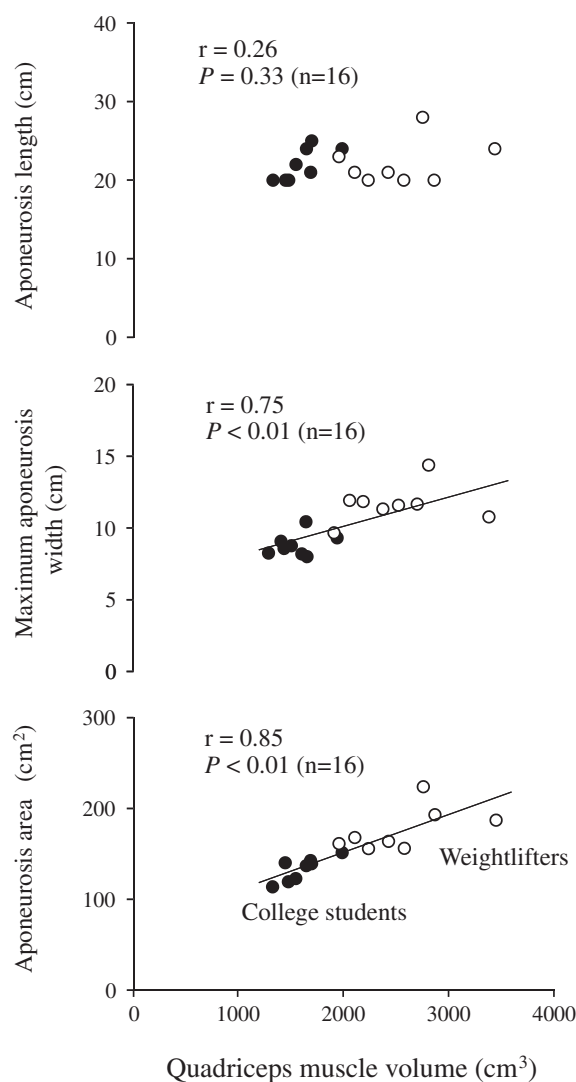 40
30
20
10
0
Aponeurosis length (cm)
r = 0.26
P = 0.33 (n=16)
20
15
10
5
0
Maximum aponeurosis
width (cm)
r = 0.75
P < 0.01 (n=16)
300
200
100
0
Aponeurosis area (cm²)
r = 0.85
P < 0.01 (n=16)
Weightlifters
College students
0 1000 2000 3000 4000
Quadriceps muscle volume (cm³)